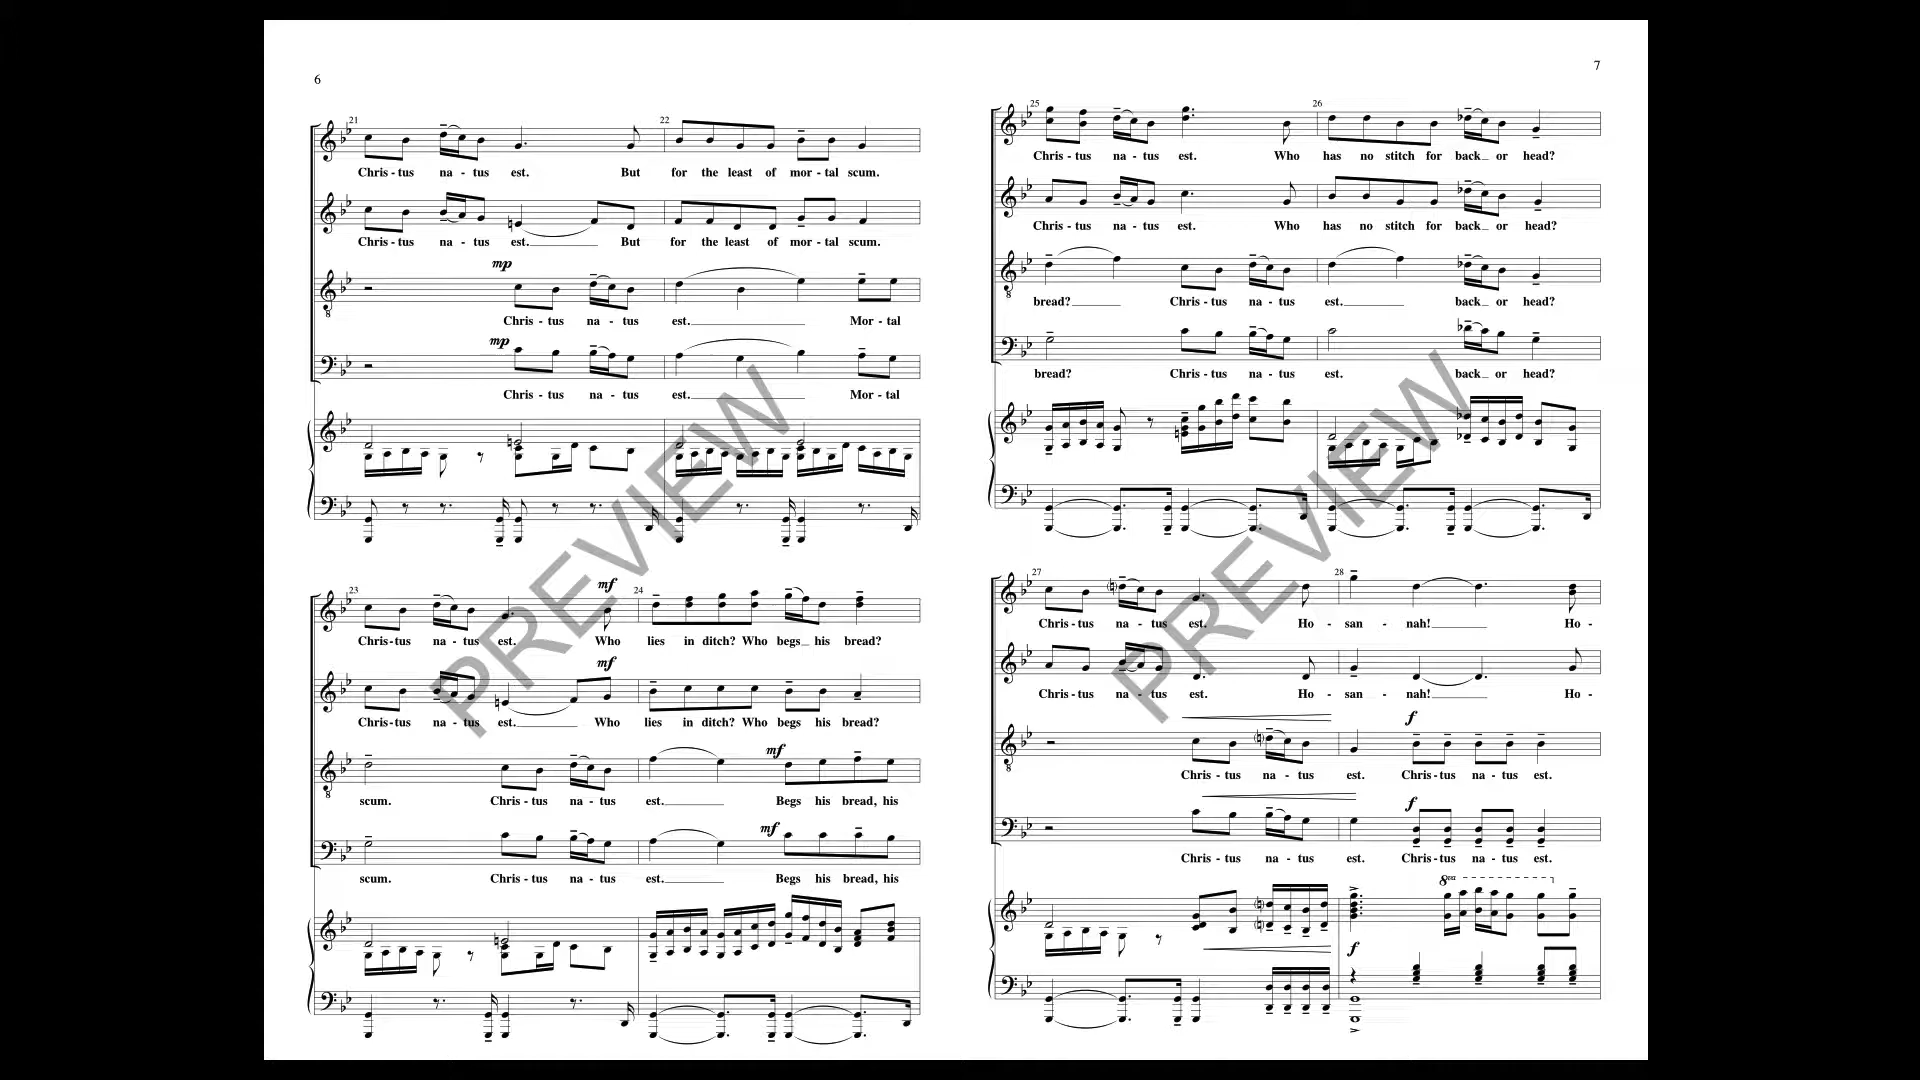 6
21
22
Chris - tus na - tus est. But for the least of mor - tal scum.
Chris - tus na - tus est. But for the least of mor - tal scum.
mp
Chris - tus na - tus est. Mor - tal
mp
Chris - tus na - tus est. Mor - tal
23
mf
24
Chris - tus na - tus est. Who lies in ditch? Who begs his bread?
mf
Chris - tus na - tus est. Who lies in ditch? Who begs his bread?
mf
scum. Chris - tus na - tus est. Begs his bread, his
mf
scum. Chris - tus na - tus est. Begs his bread, his
PREVIEW
7
25
26
Chris - tus na - tus est. Who has no stitch for back or head?
Chris - tus na - tus est. Who has no stitch for back or head?
8
bread? Chris - tus na - tus est. back or head?
bread? Chris - tus na - tus est. back or head?
27
28
Chris - tus na - tus est. Ho - san - nah! Ho -
Chris - tus na - tus est. Ho - san - nah! Ho -
f
Chris - tus na - tus est. Chris - tus na - tus est.
f
Chris - tus na - tus est. Chris - tus na - tus est.
8va
f
PREVIEW